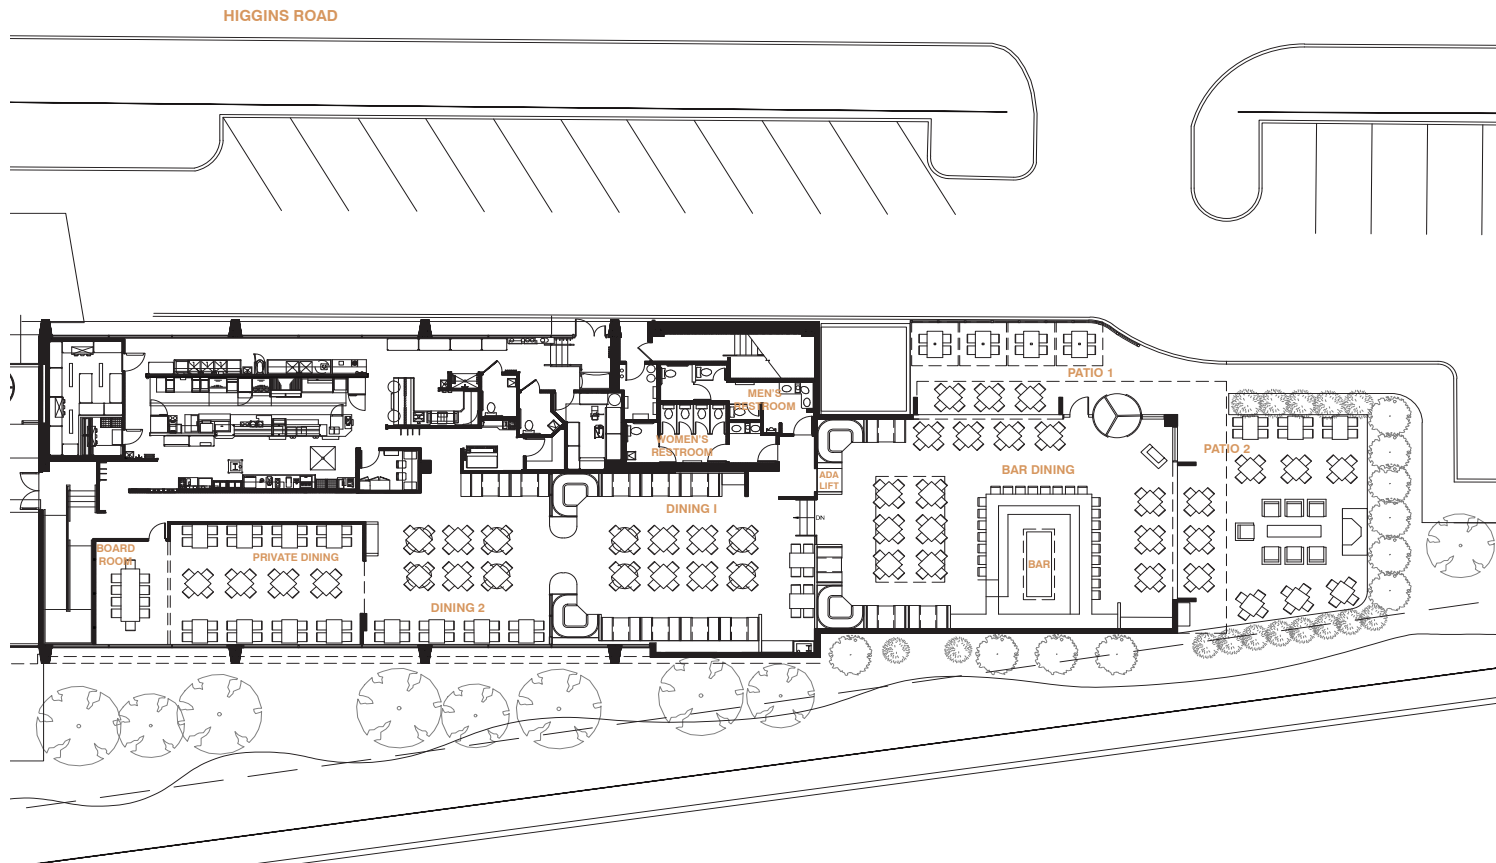 HIGGINS ROAD
PATIO 1
MEN'S
RESTROOM
WOMEN'S
RESTROOM
PATIO 2
BAR DINING
ADA
LIFT
DINING I
DN
BOARD
ROOM
PRIVATE DINING
BAR
DINING 2